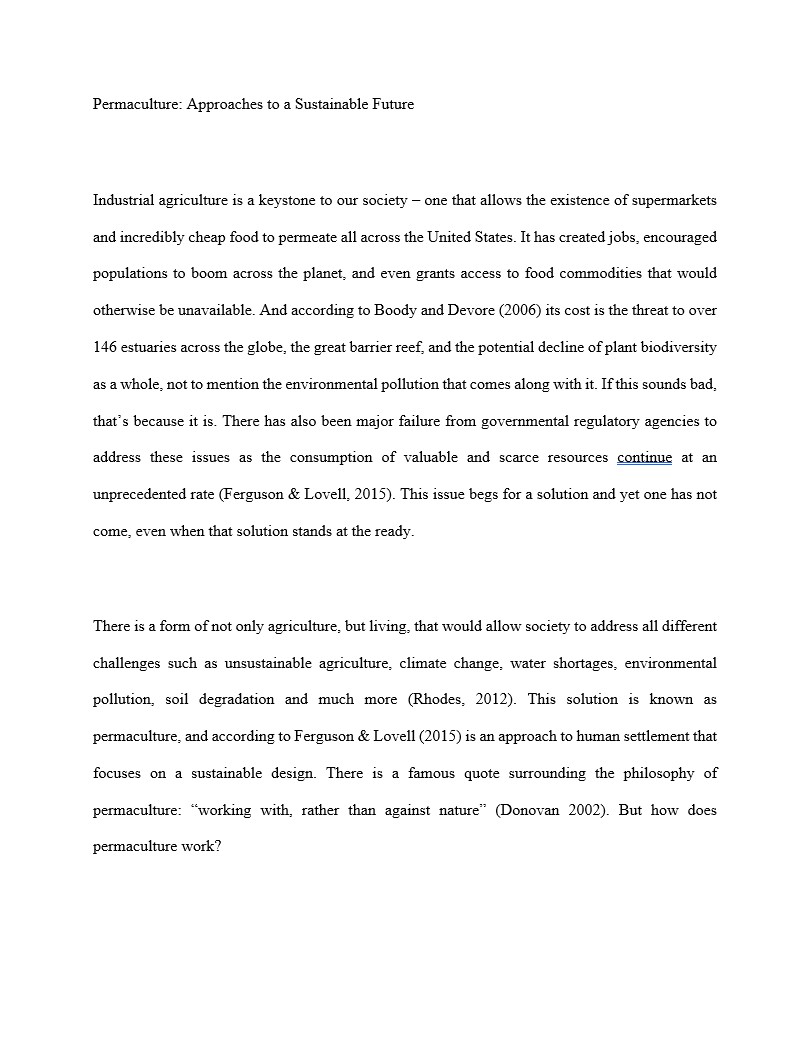 Permaculture: Approaches to a Sustainable Future
Industrial agriculture is a keystone to our society – one that allows the existence of supermarkets
and incredibly cheap food to permeate all across the United States. It has created jobs, encouraged
populations to boom across the planet, and even grants access to food commodities that would
otherwise be unavailable. And according to Boody and Devore (2006) its cost is the threat to over
146 estuaries across the globe, the great barrier reef, and the potential decline of plant biodiversity
as a whole, not to mention the environmental pollution that comes along with it. If this sounds bad,
that’s because it is. There has also been major failure from governmental regulatory agencies to
address these issues as the consumption of valuable and scarce resources continue at an
unprecedented rate (Ferguson & Lovell, 2015). This issue begs for a solution and yet one has not
come, even when that solution stands at the ready.
There is a form of not only agriculture, but living, that would allow society to address all different
challenges such as unsustainable agriculture, climate change, water shortages, environmental
pollution, soil degradation and much more (Rhodes, 2012). This solution is known as
permaculture, and according to Ferguson & Lovell (2015) is an approach to human settlement that
focuses on a sustainable design. There is a famous quote surrounding the philosophy of
permaculture: “working with, rather than against nature” (Donovan 2002). But how does
permaculture work?